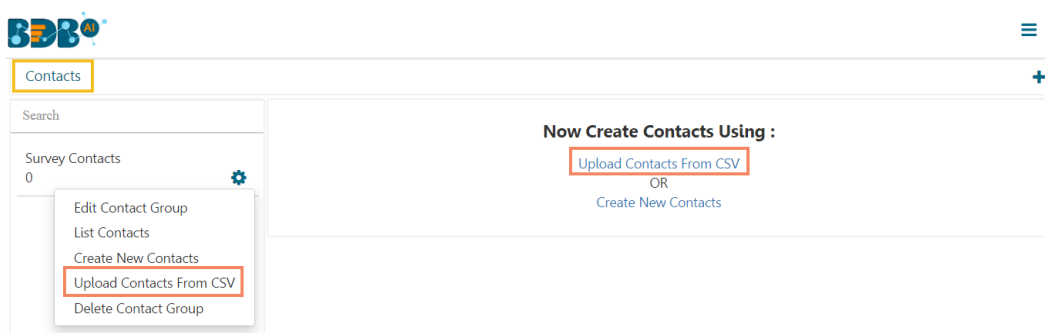 BDB AI
Contacts
Search
Survey Contacts
0
Edit Contact Group
List Contacts
Create New Contacts
Upload Contacts From CSV
Delete Contact Group
Now Create Contacts Using :
Upload Contacts From CSV
OR
Create New Contacts